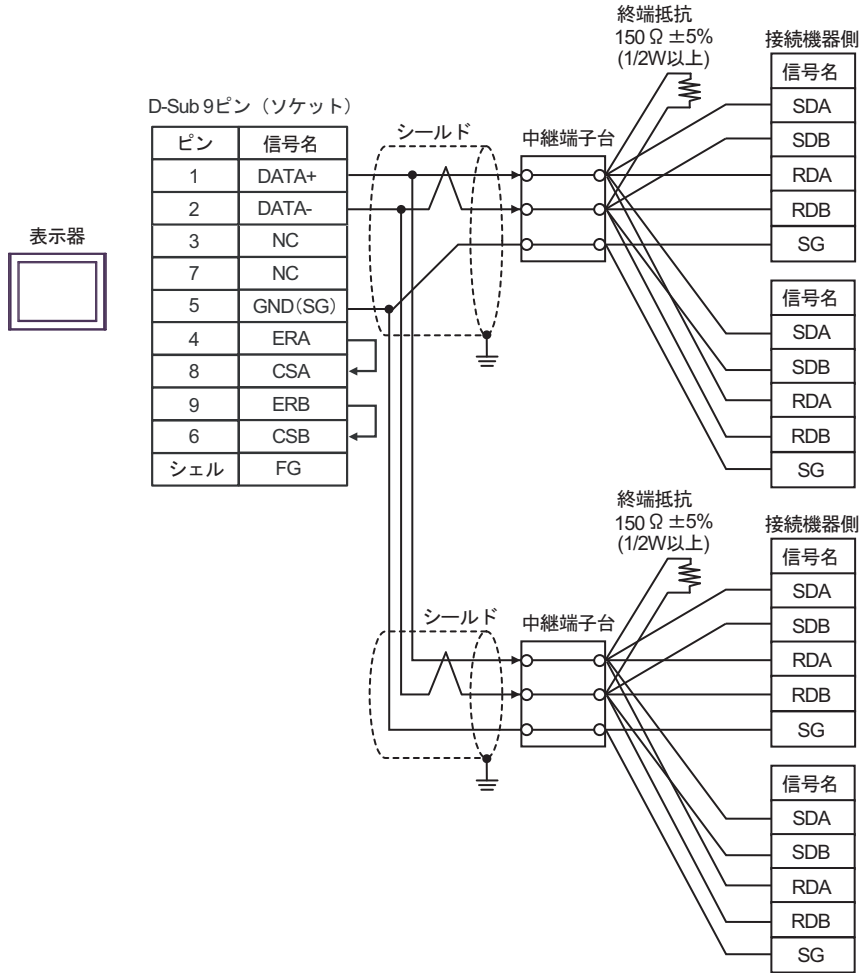 終端抵抗
150 Ω ±5%
(1/2W以上)
接続機器側
信号名
SDA
SDB
RDA
RDB
SG
D-Sub 9ピン（ソケット）
ピン 信号名
1 DATA+
2 DATA-
3 NC
7 NC
5 GND(SG)
4 ERA
8 CSA
9 ERB
6 CSB
シェル FG
表示器
シールド
中継端子台
信号名
SDA
SDB
RDA
RDB
SG
終端抵抗
150 Ω ±5%
(1/2W以上)
接続機器側
信号名
SDA
SDB
RDA
RDB
SG
シールド
中継端子台
信号名
SDA
SDB
RDA
RDB
SG